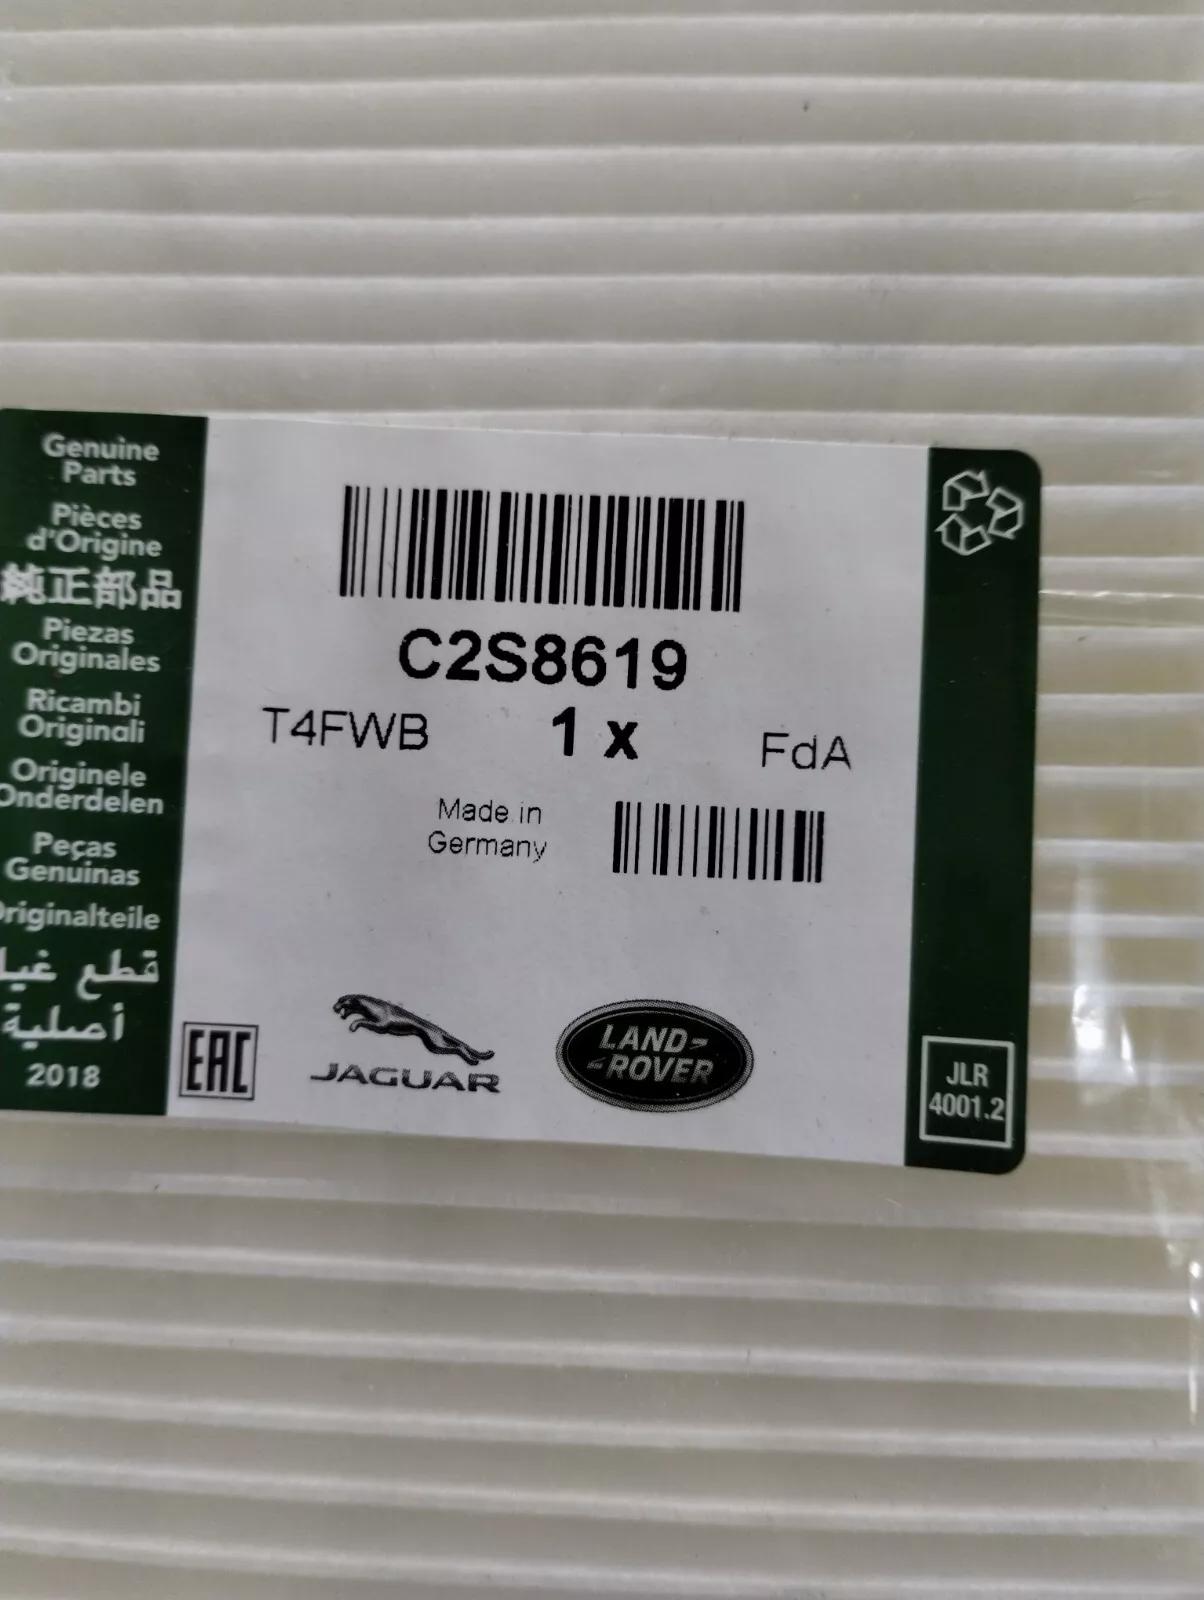 Genuine
Parts
Pièces
d'Origine
純正部品
Piezas
Originales
Ricambi
Originali
Originele
Onderdelen
Peças
Genuinas
Originalteile
قطع غيار
أصلية
2018
C2S8619
T4FWB 1 x FdA
Made in
Germany
EAC
JAGUAR
LAND-
-ROVER
JLR
4001.2